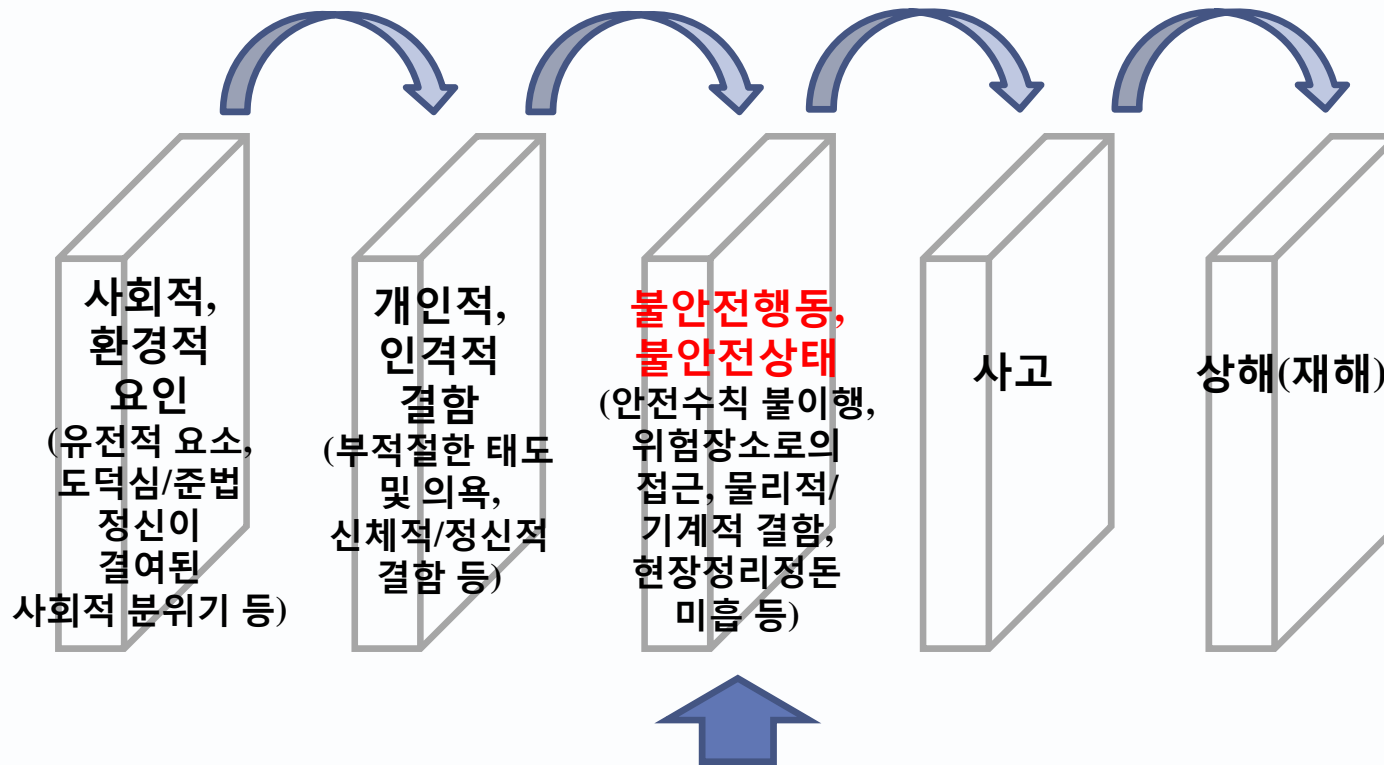 사회적,
환경적
요인
(유전적 요소,
도덕심/준법
정신이
결여된
사회적 분위기 등)
개인적,
인격적
결함
(부적절한 태도
및 의욕,
신체적/정신적
결함 등)
불안전행동,
불안전상태
(안전수칙 불이행,
위험장소로의
접근, 물리적/
기계적 결함,
현장정리정돈
미흡 등)
사고
상해(재해)